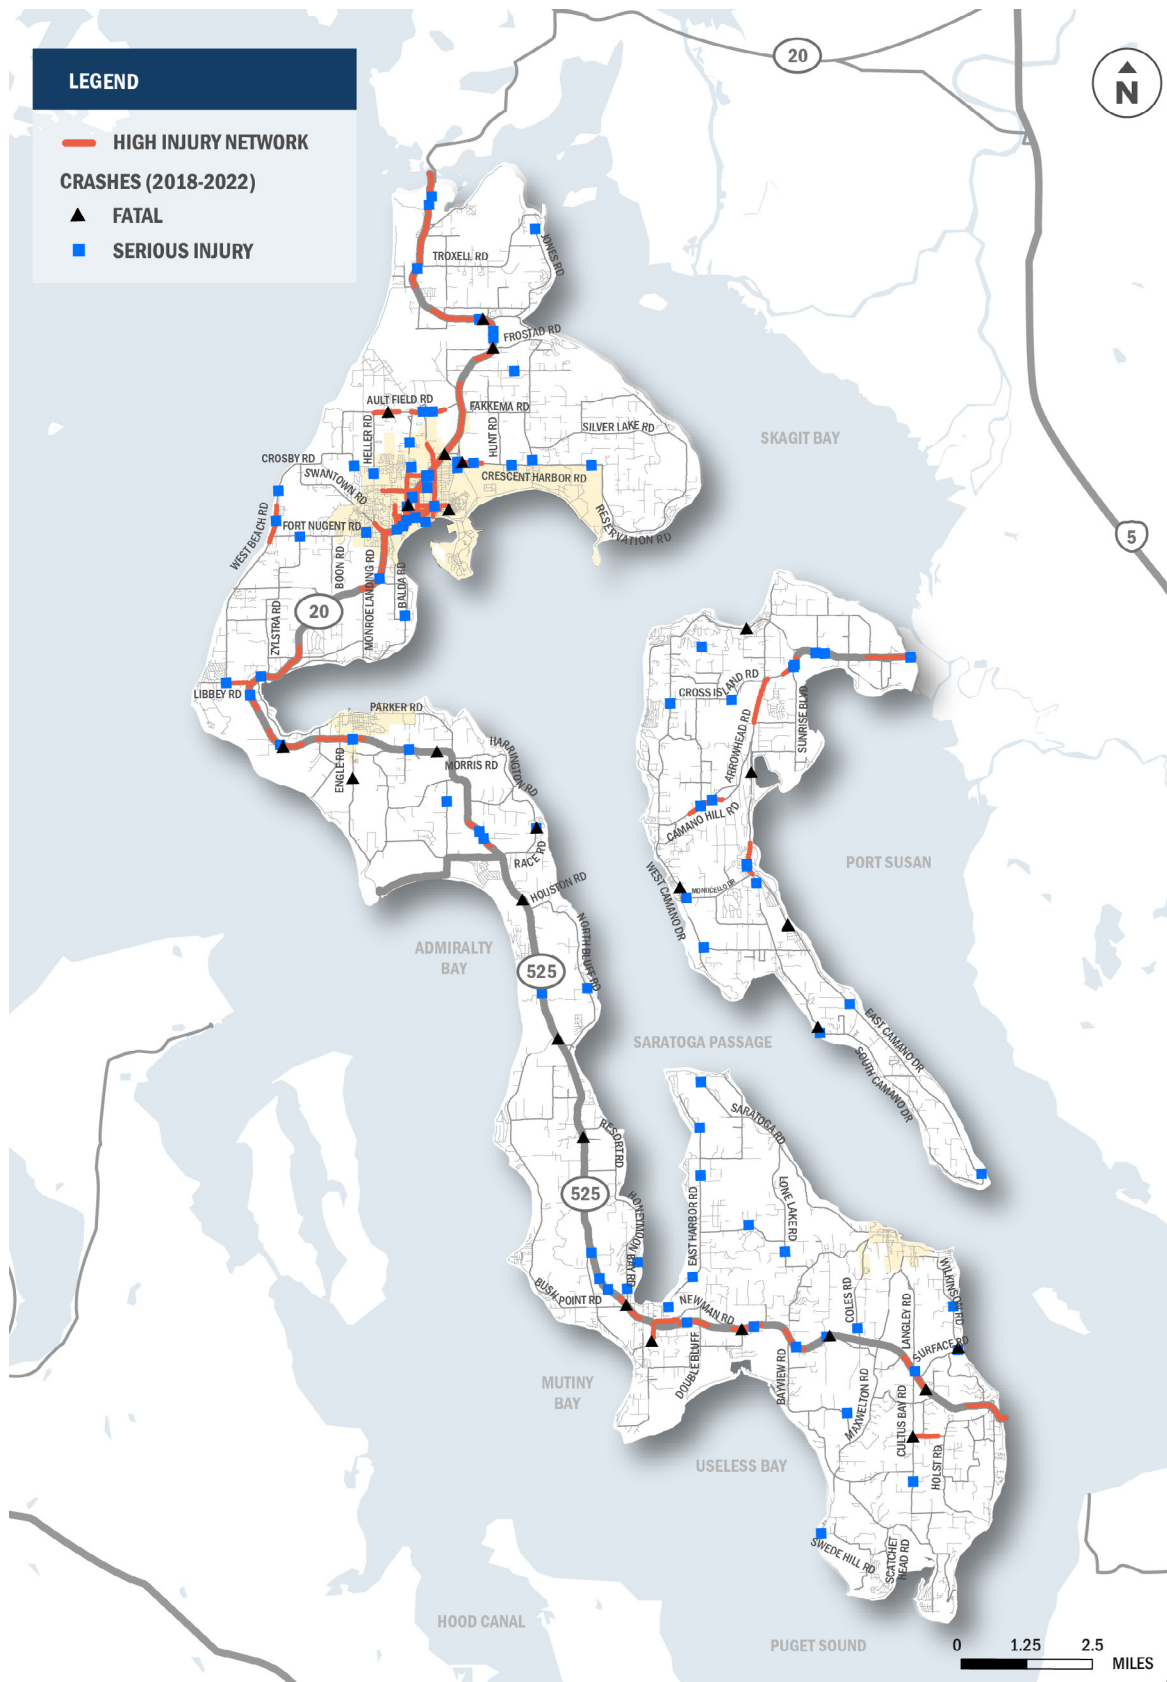 LEGEND
HIGH INJURY NETWORK
CRASHES (2018-2022)
FATAL
SERIOUS INJURY
20
N
5
JONES RD
TROXELL RD
FROSTAD RD
AULT FIELD RD
FAKKEMA RD
HELLER RD
HUNT RD
SILVER LAKE RD
SKAGIT BAY
CROSBY RD
SWANTOWN RD
CRESCENT HARBOR RD
WEST BEACH RD
FORT NUGENT RD
RESERVATION RD
BOON RD
MONROE LANDING RD
BALDA RD
20
ZYLSTRA RD
LIBBEY RD
CROSS ISLAND RD
SUNRISE BLVD
ARROWHEAD RD
PARKER RD
HARRINGTON RD
ENGLE RD
MORRIS RD
CAMANO HILL RD
RACE RD
PORT SUSAN
HOUSTON RD
WEST CAMANO DR
MONTICELLO DR
ADMIRALTY
BAY
NORTH BLUFF RD
525
SARATOGA PASSAGE
EAST CAMANO DR
SOUTH CAMANO DR
SARATOGA RD
RESORT RD
525
HONEYMOON BAY RD
EAST HARBOR RD
LONE LAKE RD
BUSH POINT RD
NEWMAN RD
COLES RD
LANGLEY RD
WILKINSON RD
SURFACE RD
DOUBLE BLUFF
BAYVIEW RD
MUTINY
BAY
MAXWELTON RD
CULTUS BAY RD
HOLST RD
USELESS BAY
SWEDE HILL RD
SCATCHET
HEAD RD
HOOD CANAL
PUGET SOUND
0 1.25 2.5
MILES